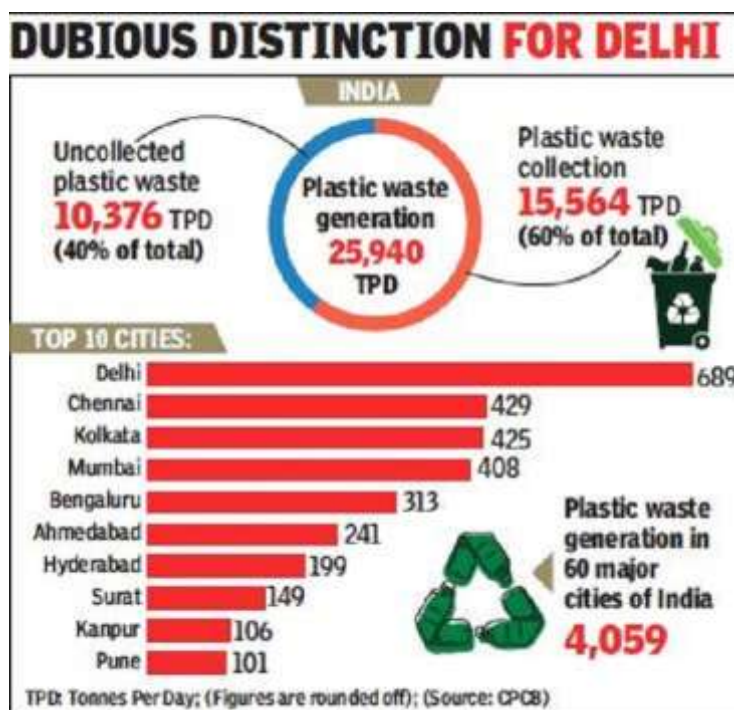 DUBIOUS DISTINCTION FOR DELHI
INDIA
Uncollected
plastic waste
10,376 TPD
(40% of total)
Plastic waste
generation
25,940
TPD
Plastic waste
collection
15,564 TPD
(60% of total)
TOP 10 CITIES:
Delhi 689
Chennai 429
Kolkata 425
Mumbai 408
Bengaluru 313
Ahmedabad 241
Hyderabad 199
Surat 149
Kanpur 106
Pune 101
Plastic waste
generation in
60 major
cities of India
4,059
TPD: Tonnes Per Day; (Figures are rounded off); (Source: CPCB)